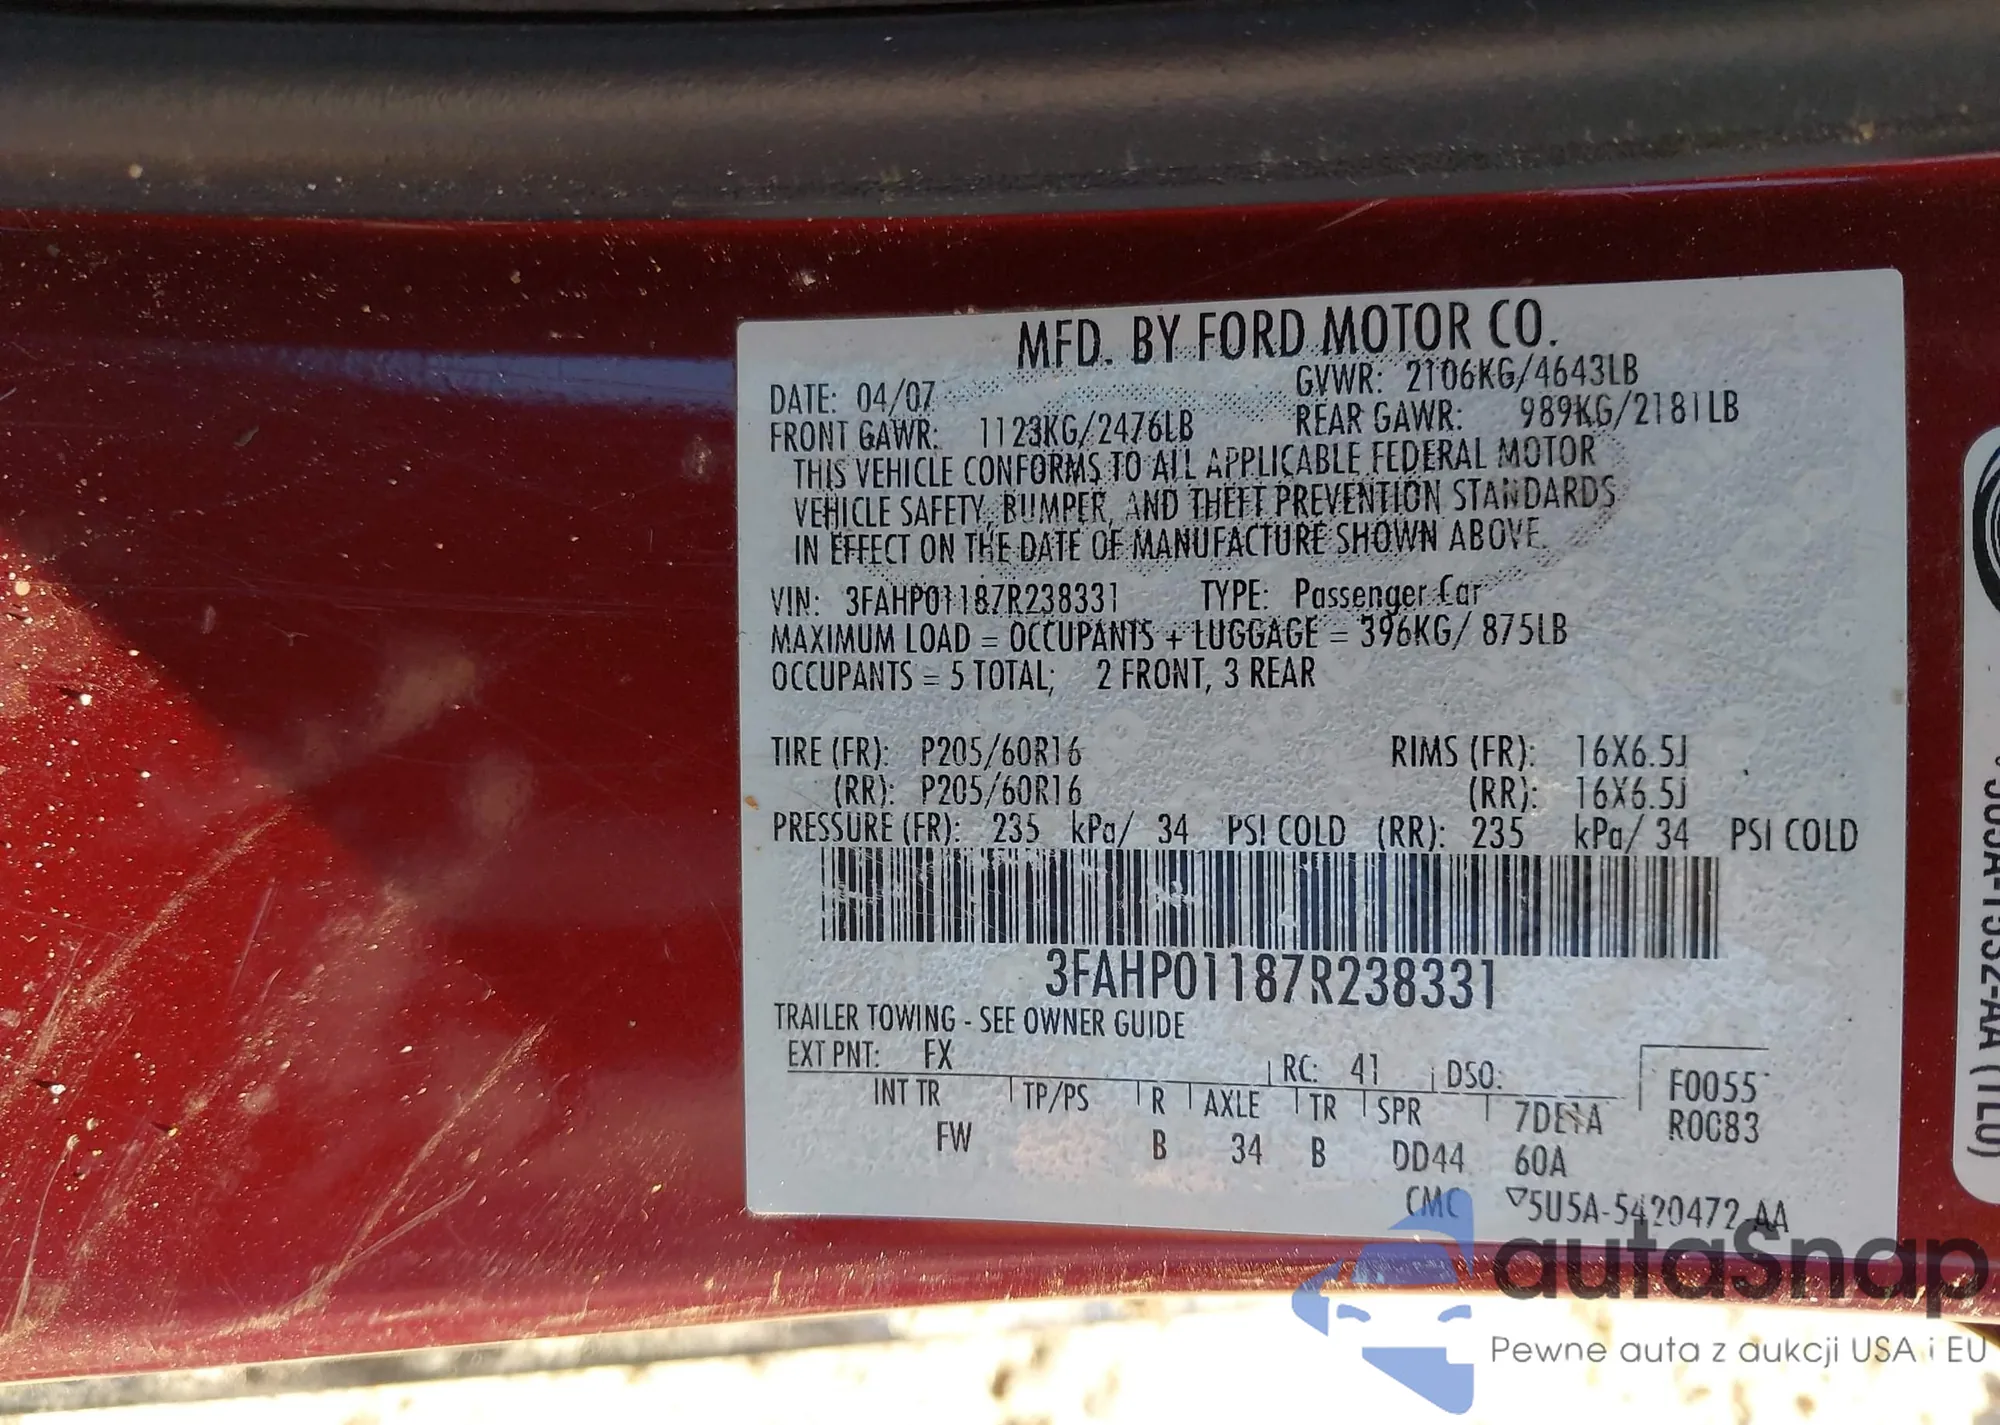 MFD. BY FORD MOTOR CO.
DATE: 04/07 GVWR: 2106KG/4643LB
FRONT GAWR: 1123KG/2476LB REAR GAWR: 989KG/2181LB
THIS VEHICLE CONFORMS TO ALL APPLICABLE FEDERAL MOTOR
VEHICLE SAFETY, BUMPER, AND THEFT PREVENTION STANDARDS
IN EFFECT ON THE DATE OF MANUFACTURE SHOWN ABOVE.
VIN: 3FAHP01187R238331 TYPE: Passenger Car
MAXIMUM LOAD = OCCUPANTS + LUGGAGE = 396KG/ 875LB
OCCUPANTS = 5 TOTAL; 2 FRONT, 3 REAR
TIRE (FR): P205/60R16 RIMS (FR): 16X6.5J
(RR): P205/60R16 (RR): 16X6.5J
PRESSURE (FR): 235 kPa/ 34 PSI COLD (RR): 235 kPa/ 34 PSI COLD
3FAHP01187R238331
TRAILER TOWING - SEE OWNER GUIDE
EXT PNT: FX RC: 41 DSO: F0055
INT TR TP/PS R AXLE TR SPR 7DE1A R0083
FW B 34 B DD44 60A
CMC ▽5U5A-5420472-AA
autaSnap
Pewne auta z aukcji USA i EU